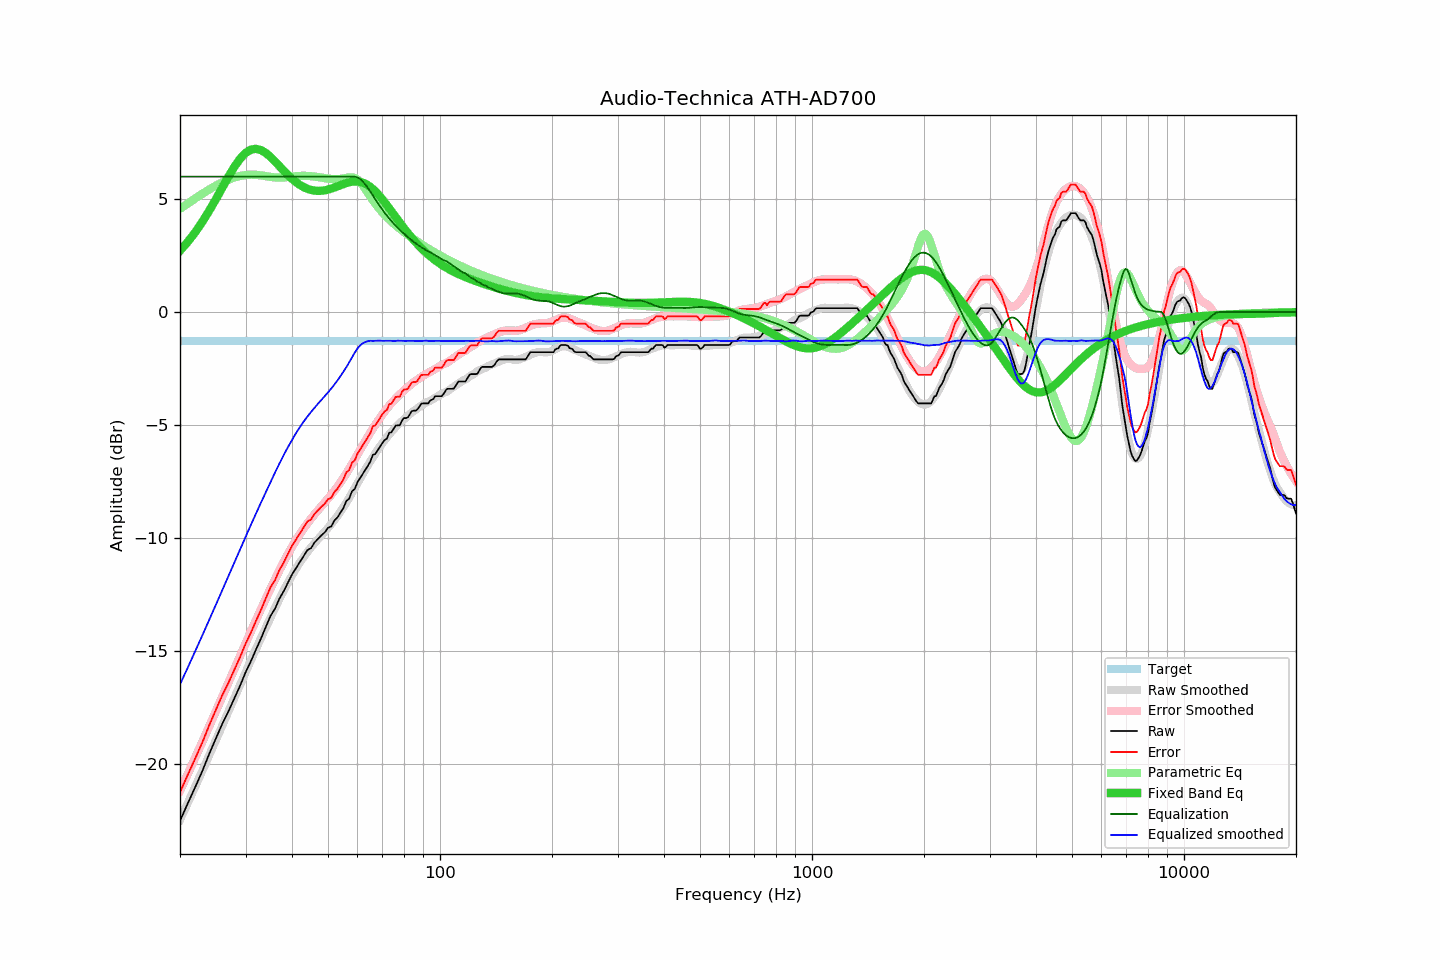 Audio-Technica ATH-AD700
Amplitude (dBr)
5
0
−5
−10
−15
−20
100
1000
10000
Frequency (Hz)
Target
Raw Smoothed
Error Smoothed
Raw
Error
Parametric Eq
Fixed Band Eq
Equalization
Equalized smoothed